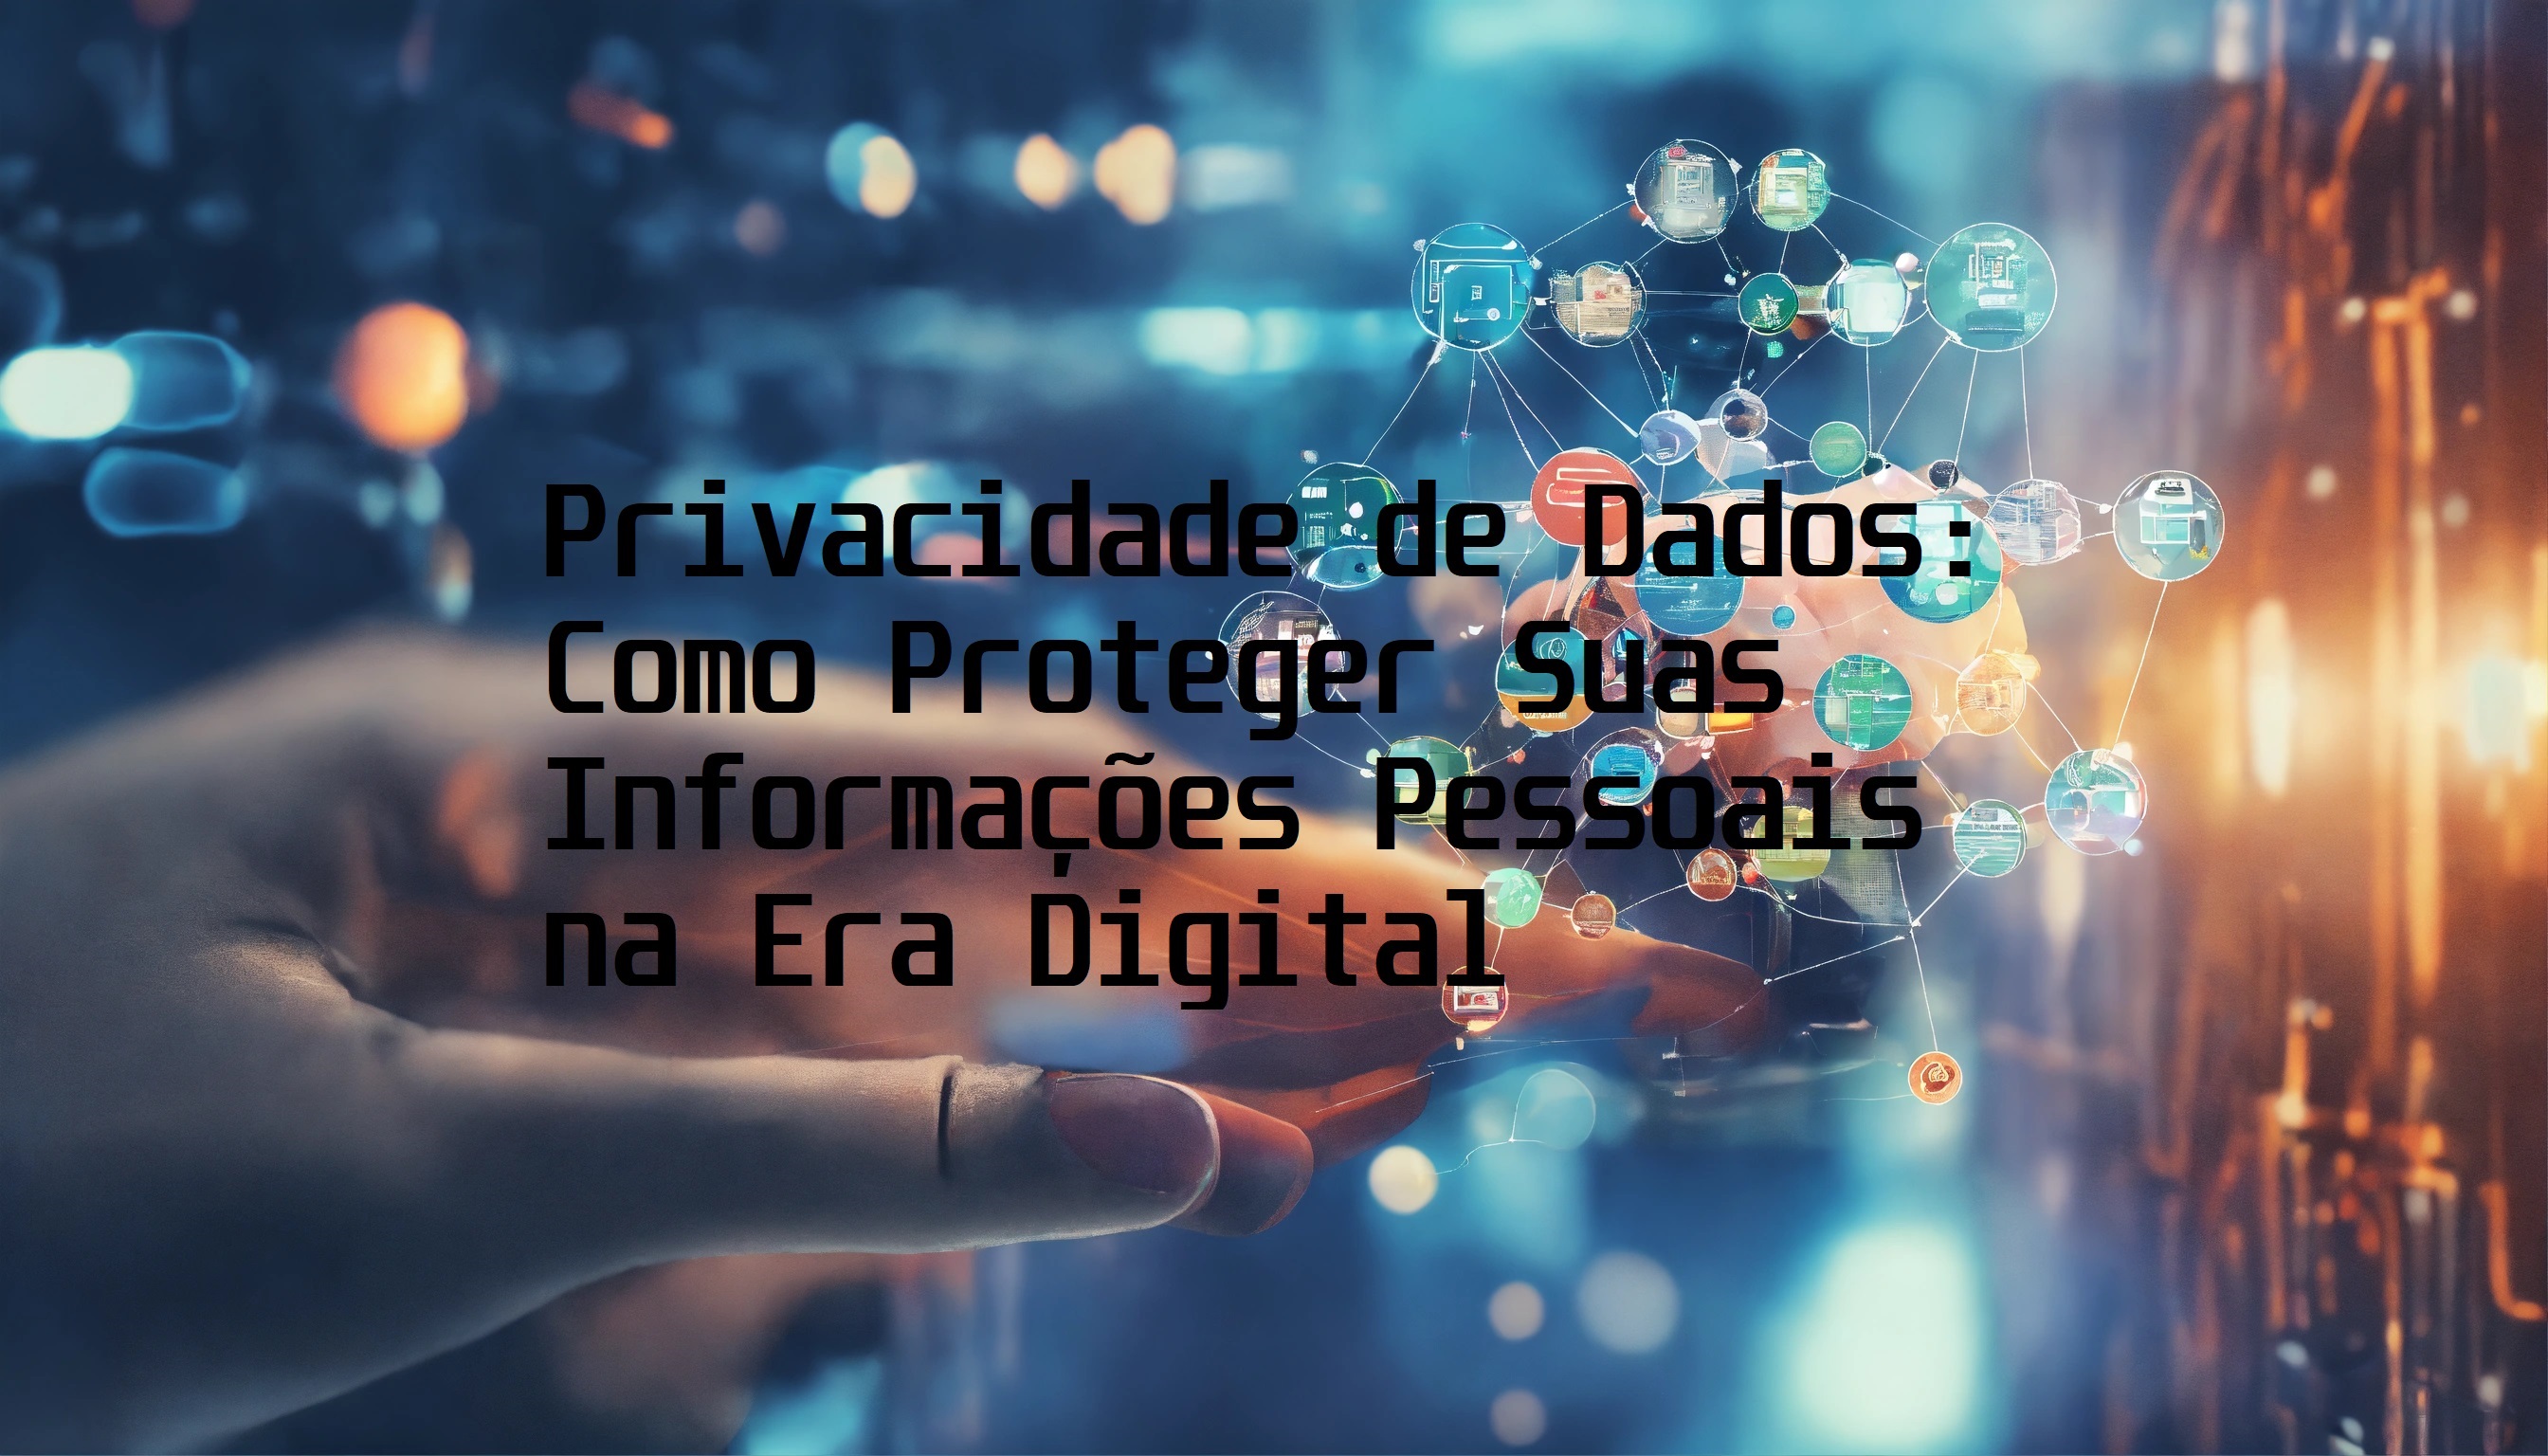 Privacidade de Dados:
Como Proteger Suas
Informações Pessoais
na Era Digital